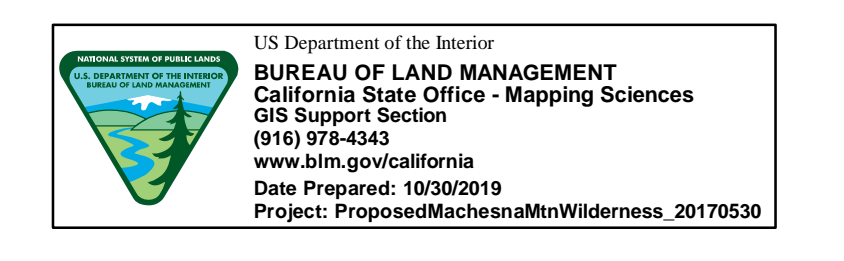 NATIONAL SYSTEM OF PUBLIC LANDS
U.S. DEPARTMENT OF THE INTERIOR
BUREAU OF LAND MANAGEMENT
US Department of the Interior
BUREAU OF LAND MANAGEMENT
California State Office - Mapping Sciences
GIS Support Section
(916) 978-4343
www.blm.gov/california
Date Prepared: 10/30/2019
Project: ProposedMachesnaMtnWilderness_20170530